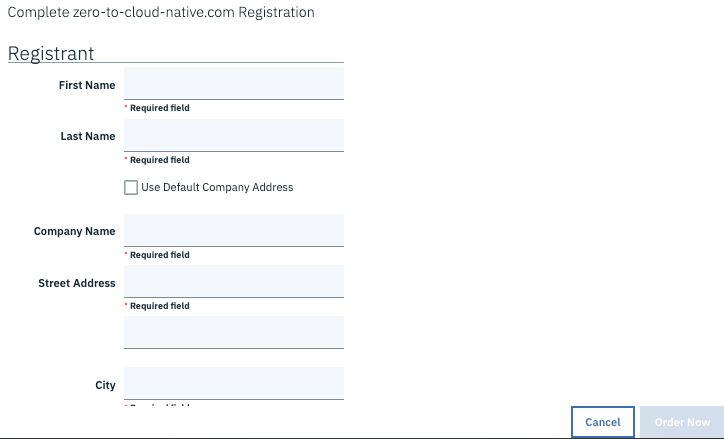 Complete zero-to-cloud-native.com Registration
Registrant
First Name
* Required field
Last Name
* Required field
Use Default Company Address
Company Name
* Required field
Street Address
* Required field
City
Cancel
Order Now